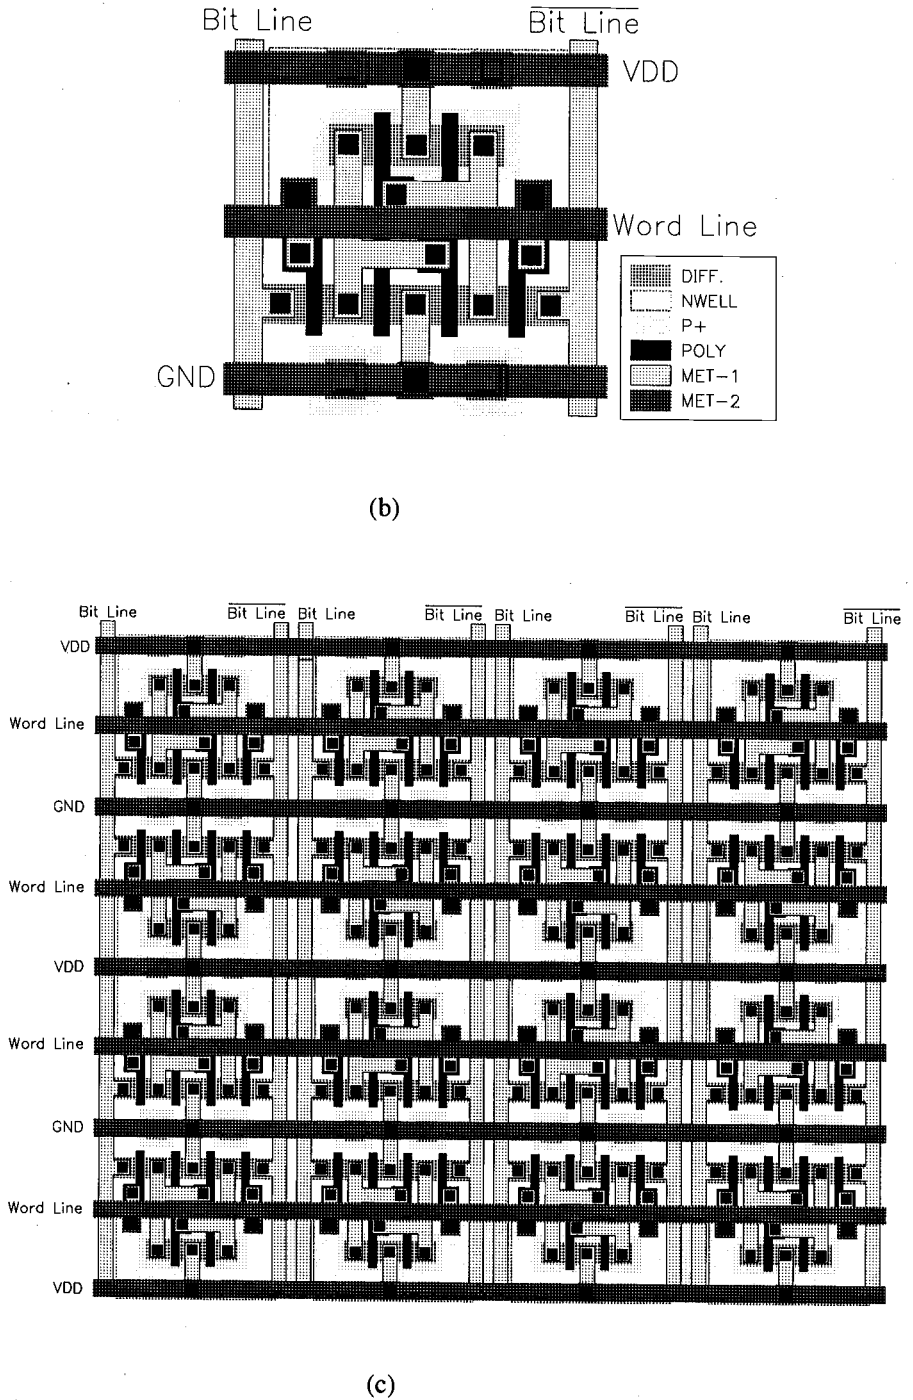 Bit Line
Bit Line
VDD
Word Line
DIFF.
NWELL
P+
POLY
MET-1
MET-2
GND
(b)
Bit Line
Bit Line
Bit Line
Bit Line
Bit Line
Bit Line
Bit Line
Bit Line
VDD
Word Line
GND
Word Line
VDD
Word Line
GND
Word Line
VDD
(c)